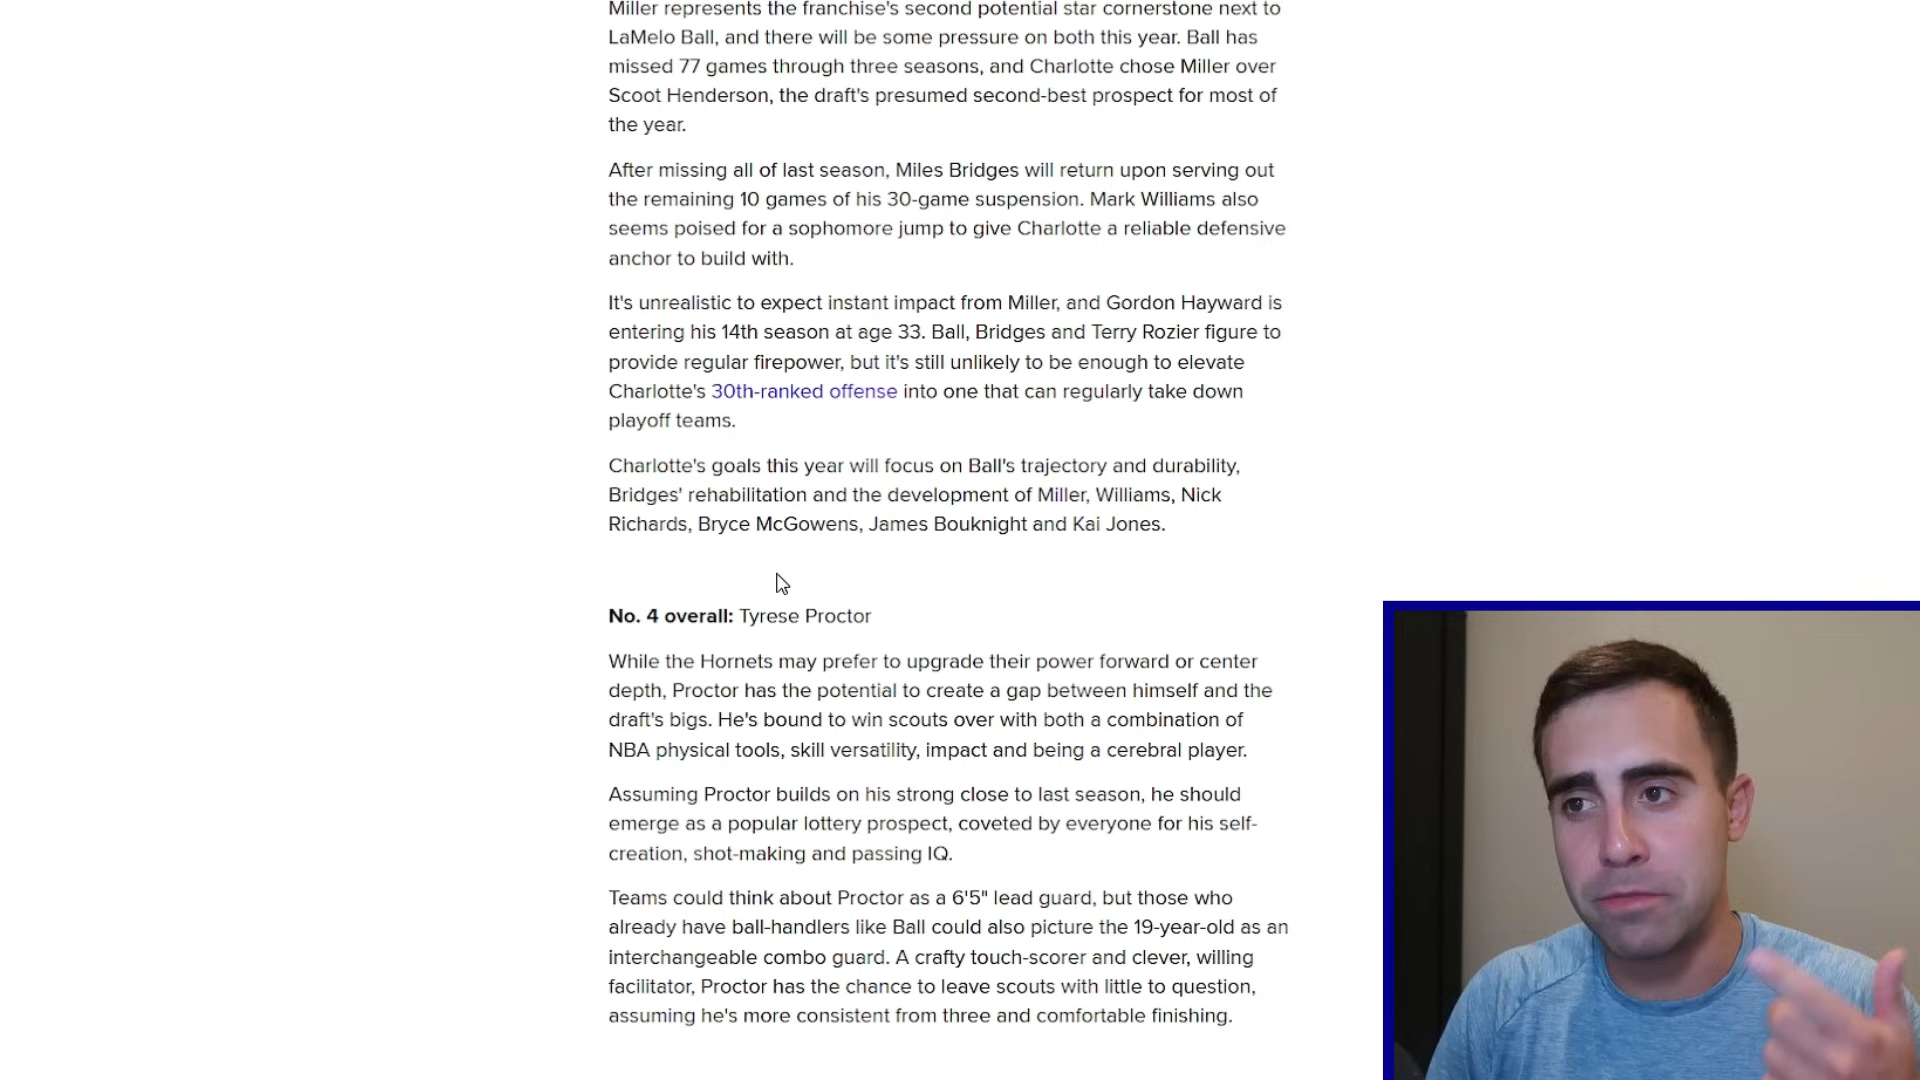 Miller represents the franchise's second potential star cornerstone next to
LaMelo Ball, and there will be some pressure on both this year. Ball has
missed 77 games through three seasons, and Charlotte chose Miller over
Scoot Henderson, the draft's presumed second-best prospect for most of
the year.
After missing all of last season, Miles Bridges will return upon serving out
the remaining 10 games of his 30-game suspension. Mark Williams also
seems poised for a sophomore jump to give Charlotte a reliable defensive
anchor to build with.
It's unrealistic to expect instant impact from Miller, and Gordon Hayward is
entering his 14th season at age 33. Ball, Bridges and Terry Rozier figure to
provide regular firepower, but it's still unlikely to be enough to elevate
Charlotte's 30th-ranked offense into one that can regularly take down
playoff teams.
Charlotte's goals this year will focus on Ball's trajectory and durability,
Bridges' rehabilitation and the development of Miller, Williams, Nick
Richards, Bryce McGowens, James Bouknight and Kai Jones.
No. 4 overall: Tyrese Proctor
While the Hornets may prefer to upgrade their power forward or center
depth, Proctor has the potential to create a gap between himself and the
draft's bigs. He's bound to win scouts over with both a combination of
NBA physical tools, skill versatility, impact and being a cerebral player.
Assuming Proctor builds on his strong close to last season, he should
emerge as a popular lottery prospect, coveted by everyone for his self-
creation, shot-making and passing IQ.
Teams could think about Proctor as a 6'5" lead guard, but those who
already have ball-handlers like Ball could also picture the 19-year-old as an
interchangeable combo guard. A crafty touch-scorer and clever, willing
facilitator, Proctor has the chance to leave scouts with little to question,
assuming he's more consistent from three and comfortable finishing.